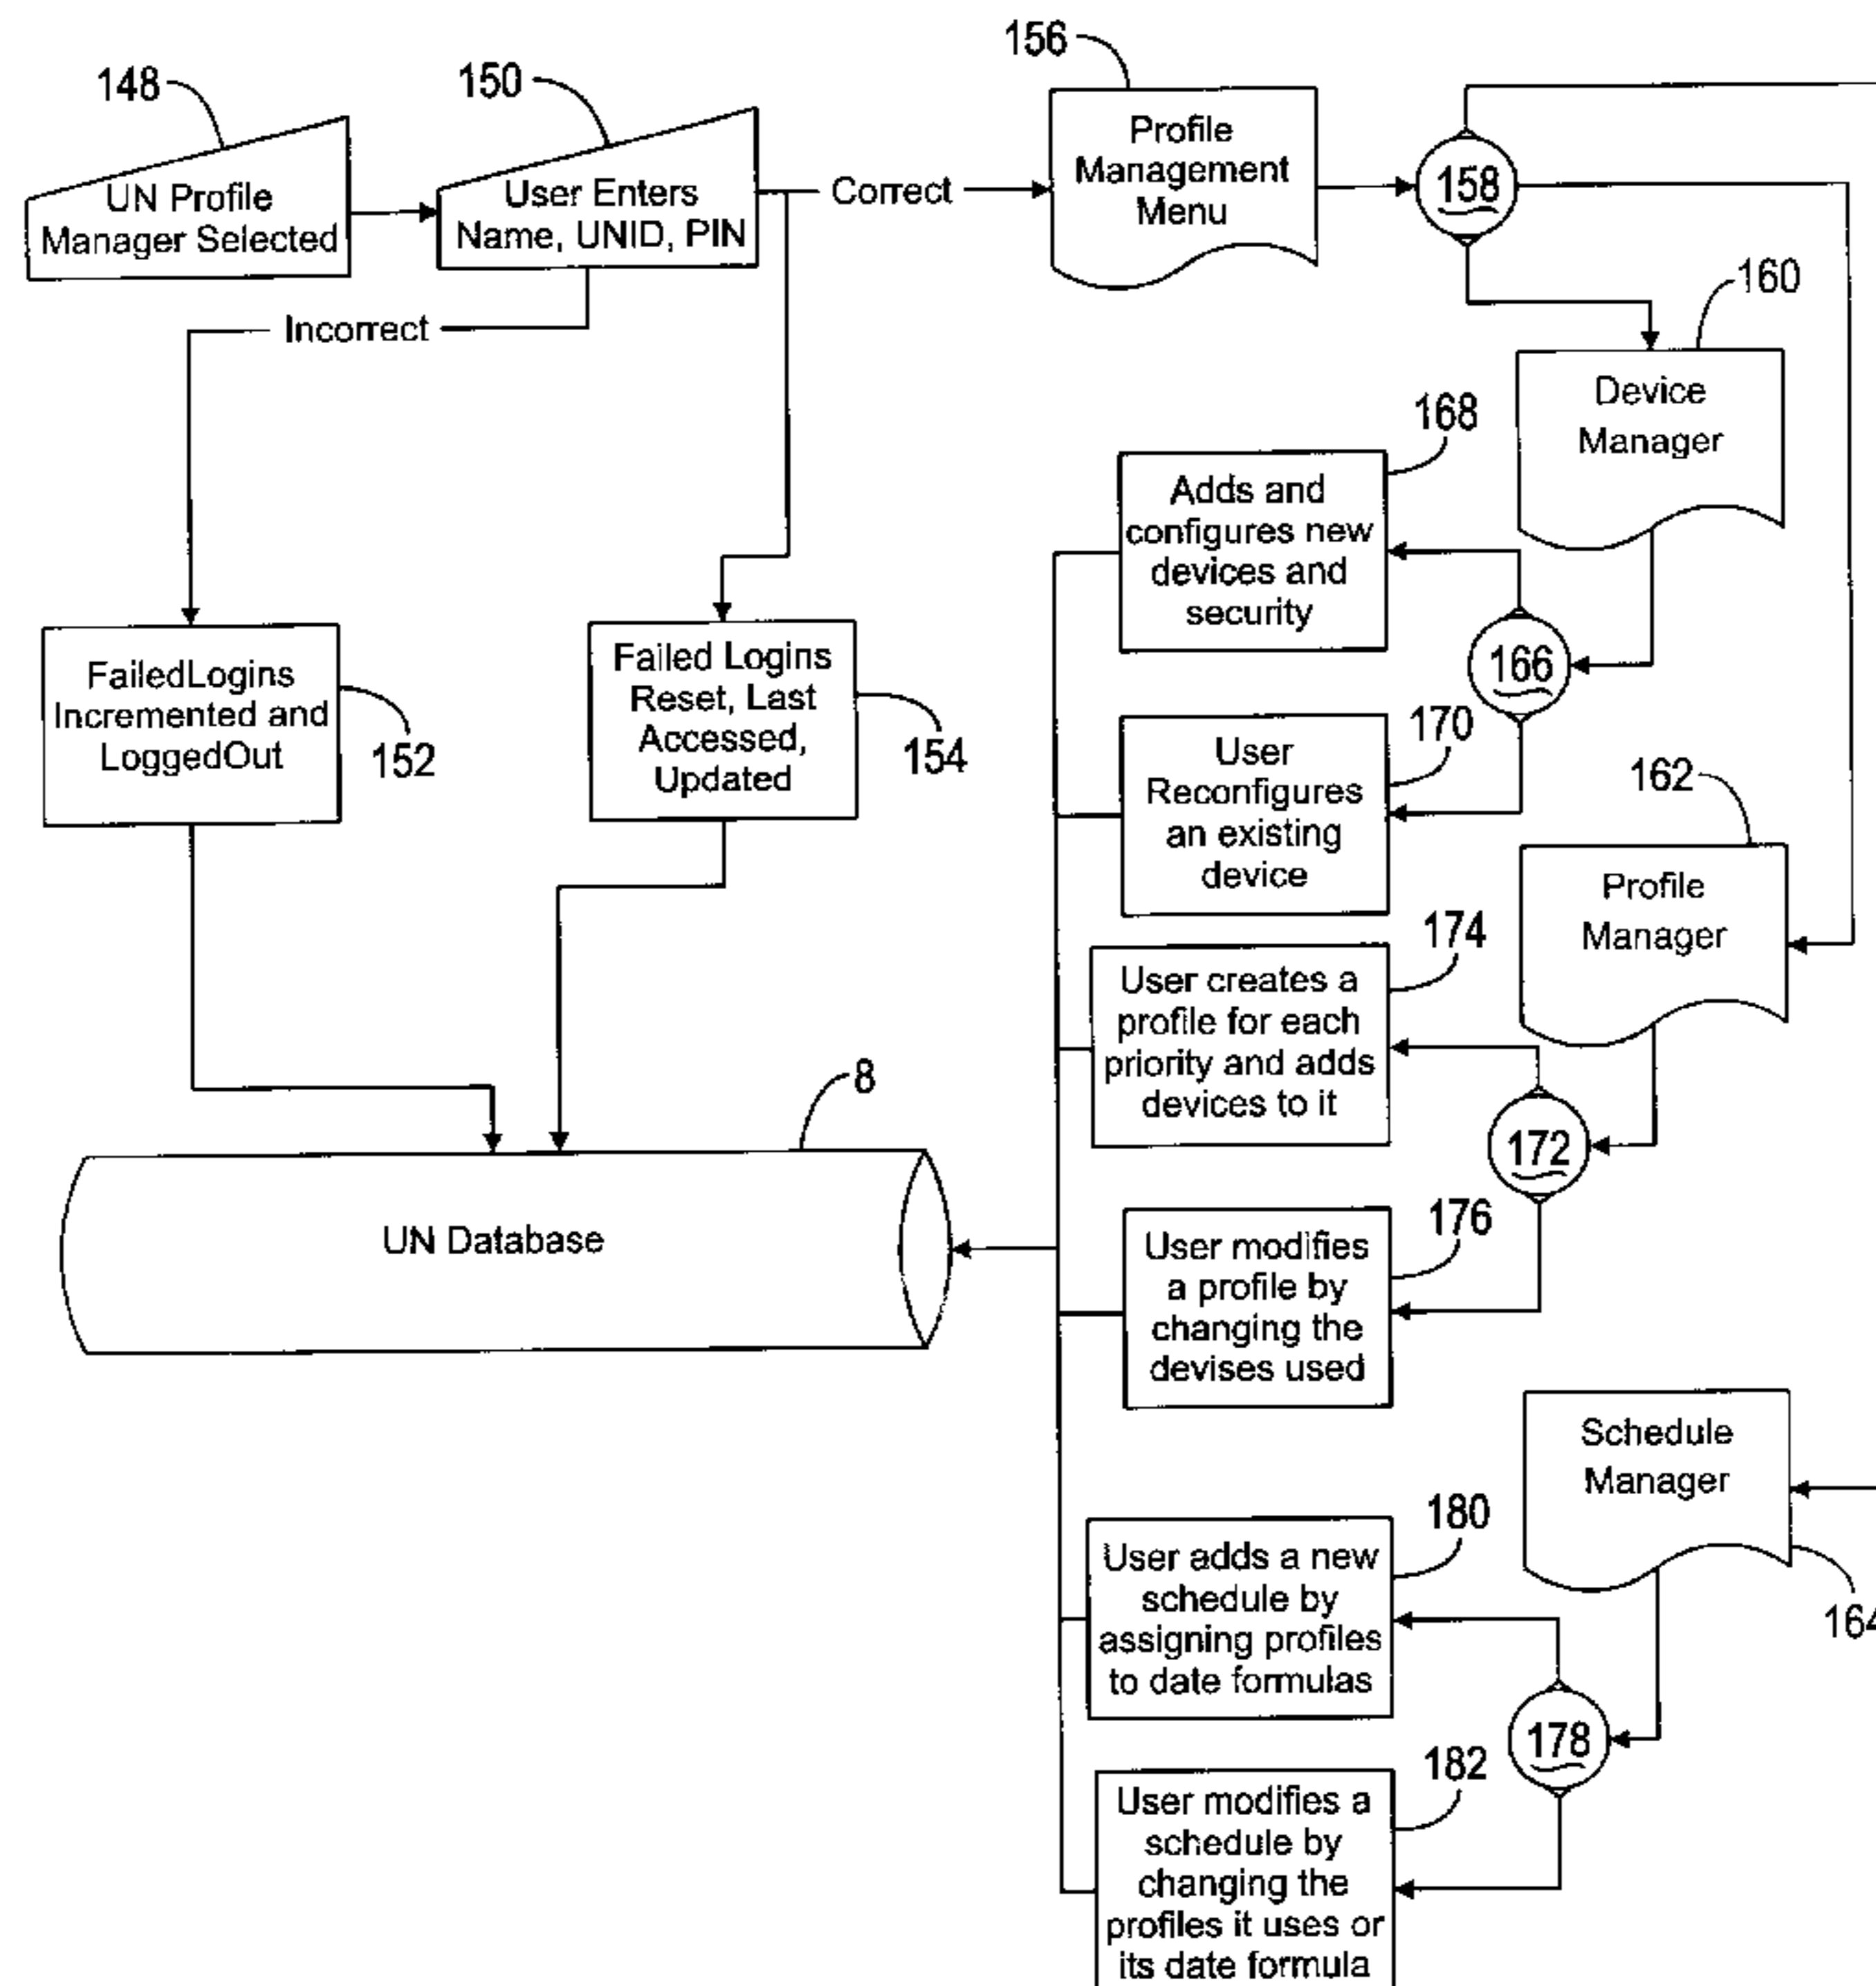 156
148
150
UN Profile
Manager Selected
User Enters
Name, UNID, PIN
Correct
Profile
Management
Menu
158
Incorrect
160
Device
Manager
168
Adds and
configures new
devices and
security
166
FailedLogins
Incremented and
LoggedOut
152
Failed Logins
Reset, Last
Accessed,
Updated
154
170
User
Reconfigures
an existing
device
162
Profile
Manager
174
User creates a
profile for each
priority and adds
devices to it
172
8
UN Database
176
User modifies
a profile by
changing the
devises used
Schedule
Manager
164
180
User adds a new
schedule by
assigning profiles
to date formulas
178
182
User modifies a
schedule by
changing the
profiles it uses or
its date formula